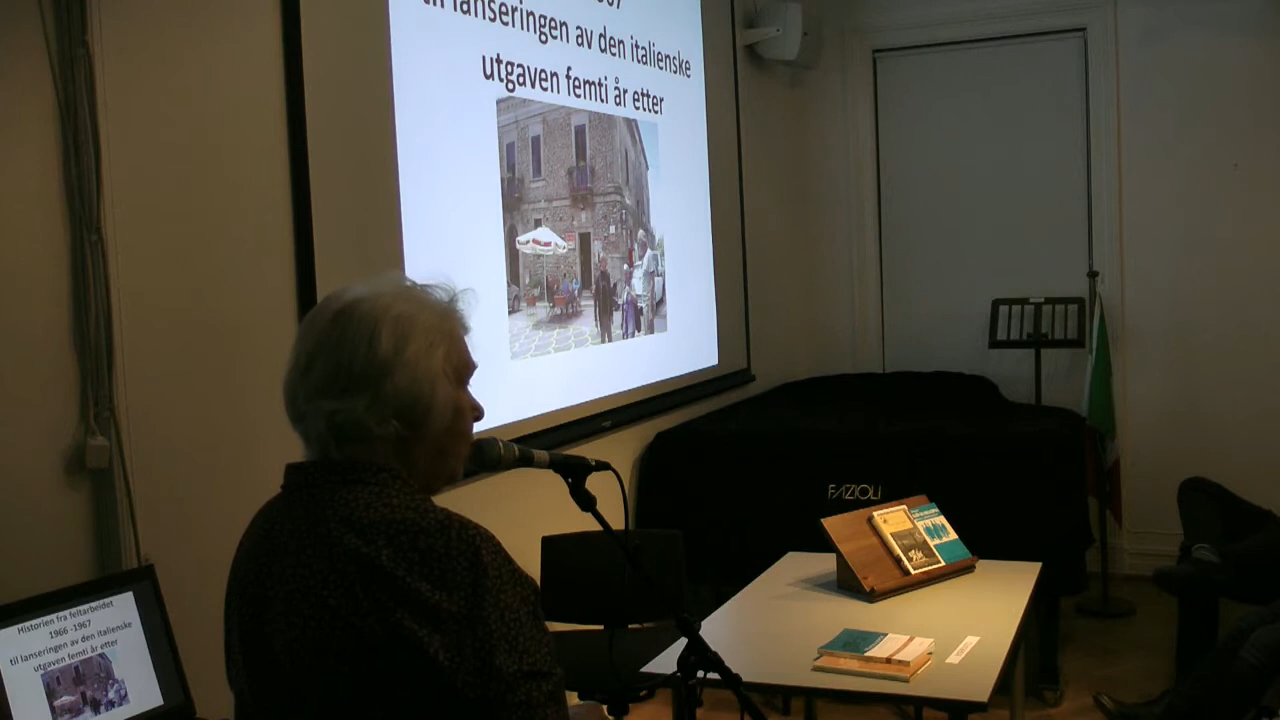 til lanseringen av den italienske
utgaven femti år etter
FAZIOLI
Historien fra feltarbeidet
1966 -1967
til lanseringen av den italienske
utgaven femti år etter